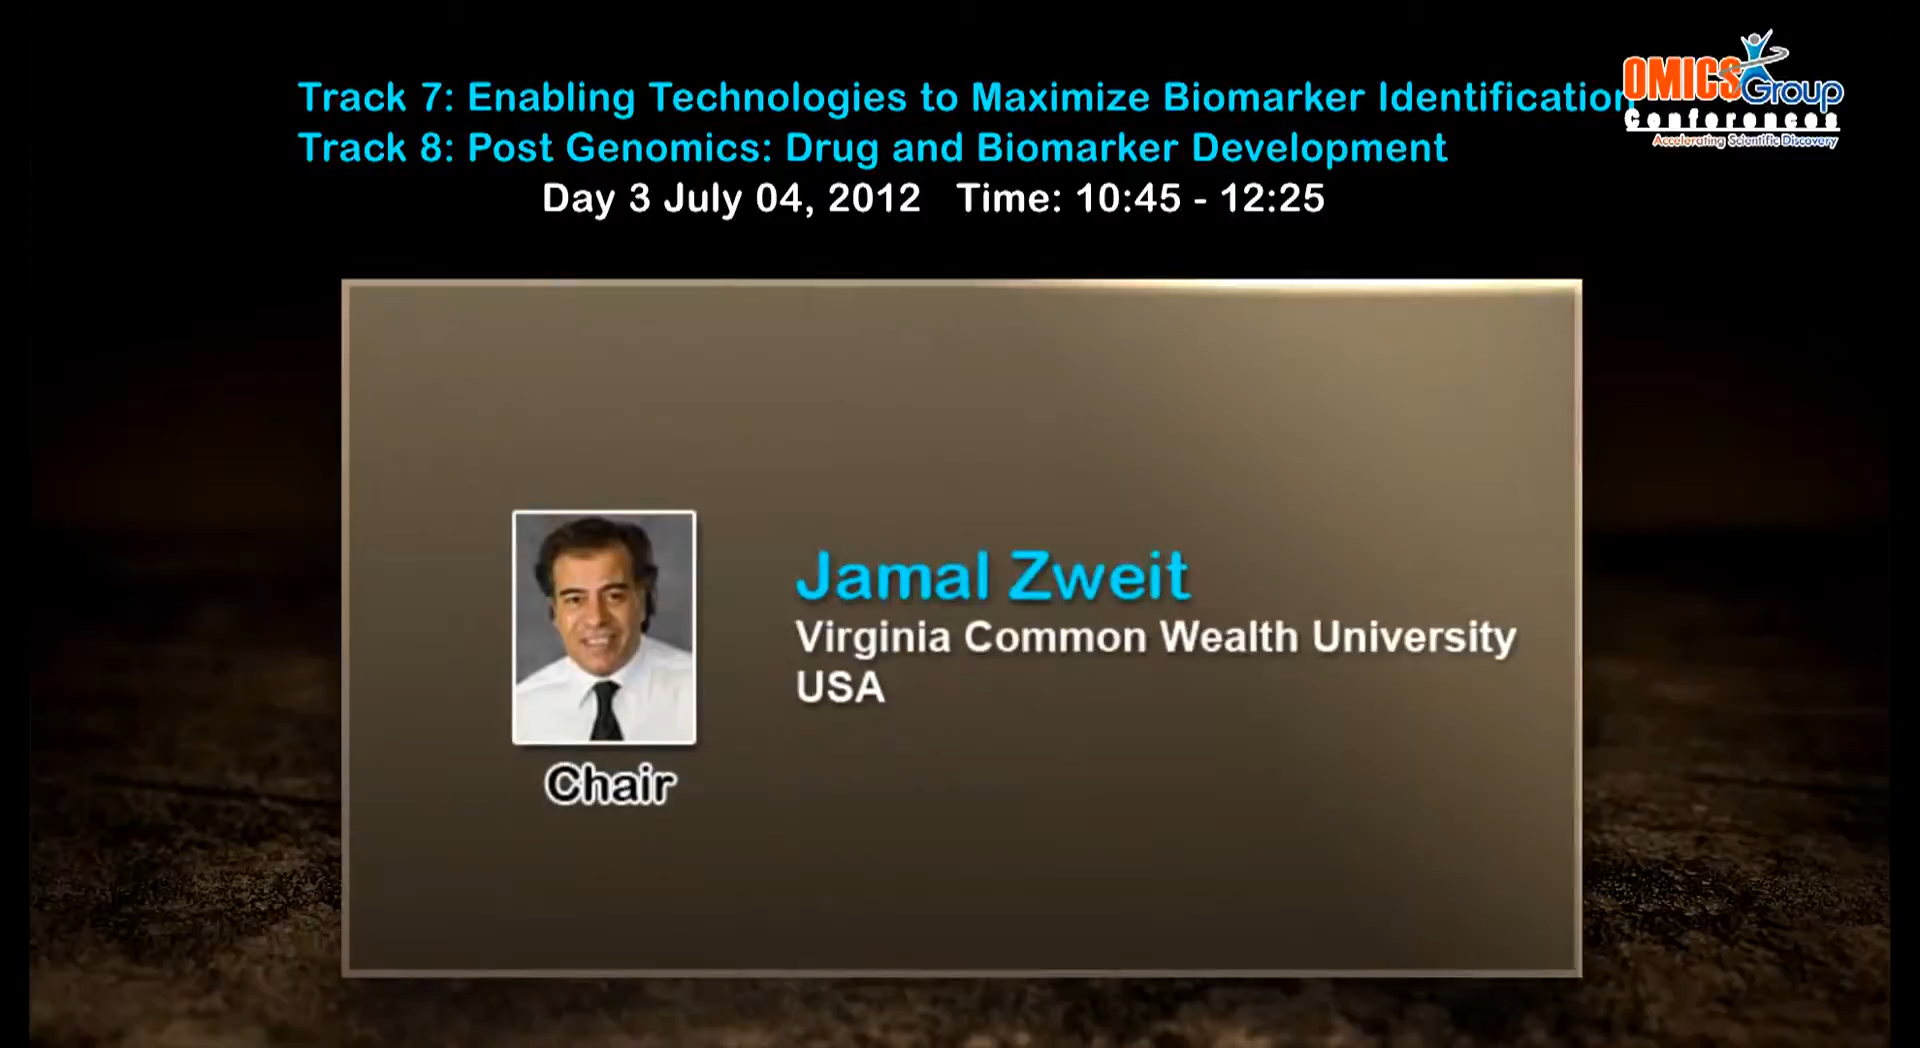 Track 7: Enabling Technologies to Maximize Biomarker Identification
Track 8: Post Genomics: Drug and Biomarker Development
Day 3 July 04, 2012 Time: 10:45 - 12:25
OMICS Group
Conferences
Accelerating Scientific Discovery
Jamal Zweit
Virginia Common Wealth University
USA
Chair